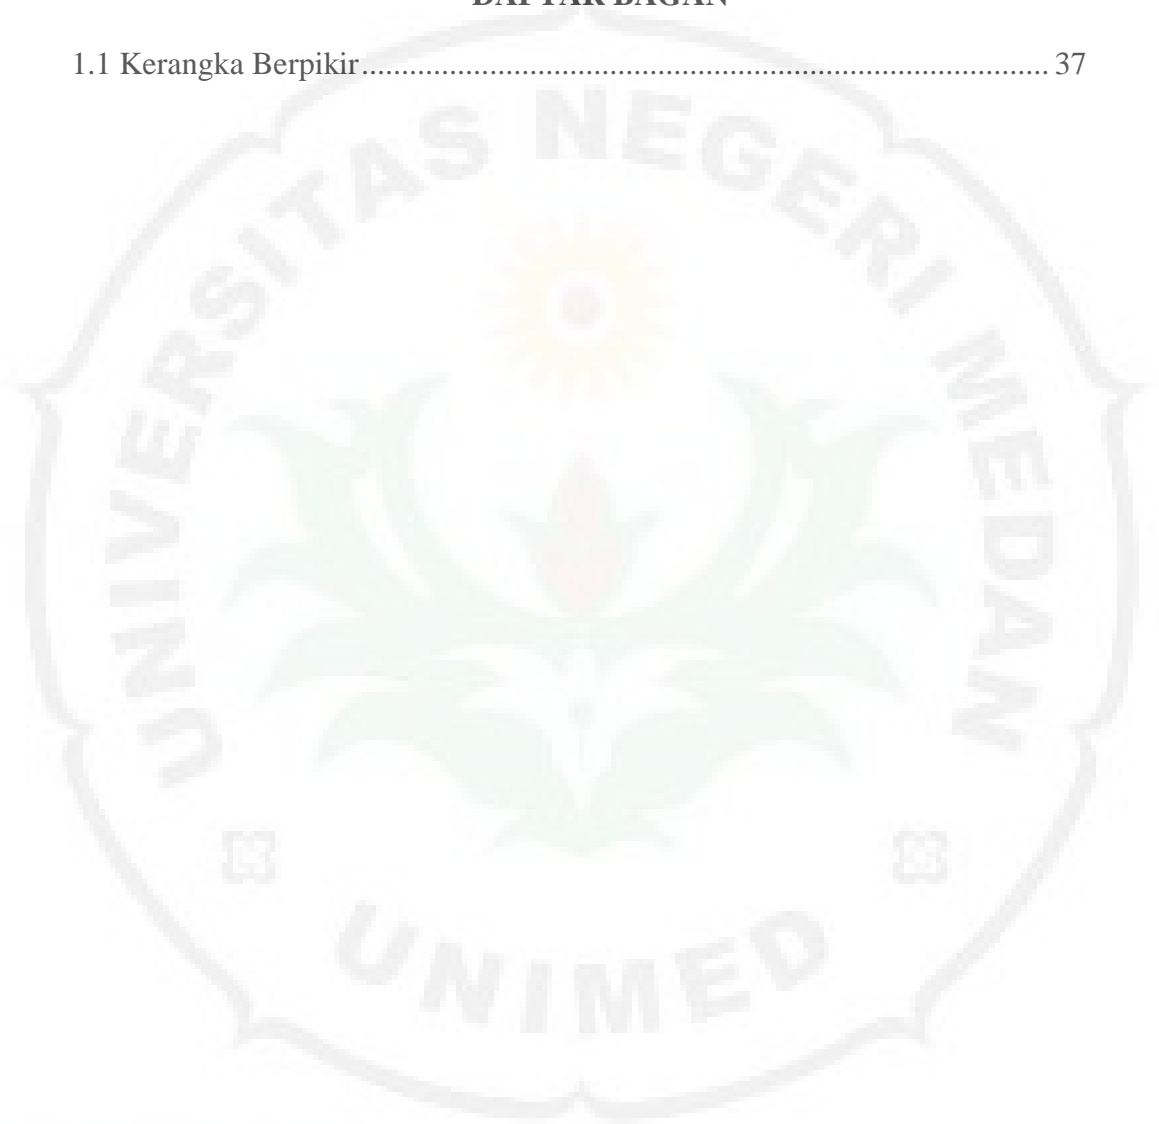 DAFTAR BAGAN
1.1 Kerangka Berpikir.................................................................................... 37
UNIVERSITAS NEGERI MEDAN
UNIMED